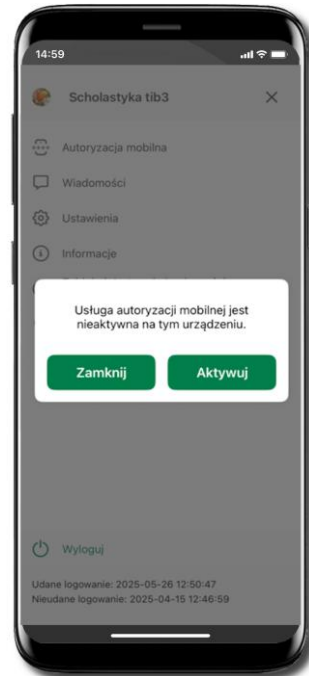 14:59
Scholastyka tib3
Autoryzacja mobilna
Wiadomości
Ustawienia
Informacje
Usługa autoryzacji mobilnej jest
nieaktywna na tym urządzeniu.
Zamknij Aktywuj
Wyloguj
Udane logowanie: 2025-05-26 12:50:47
Nieudane logowanie: 2025-04-15 12:46:59